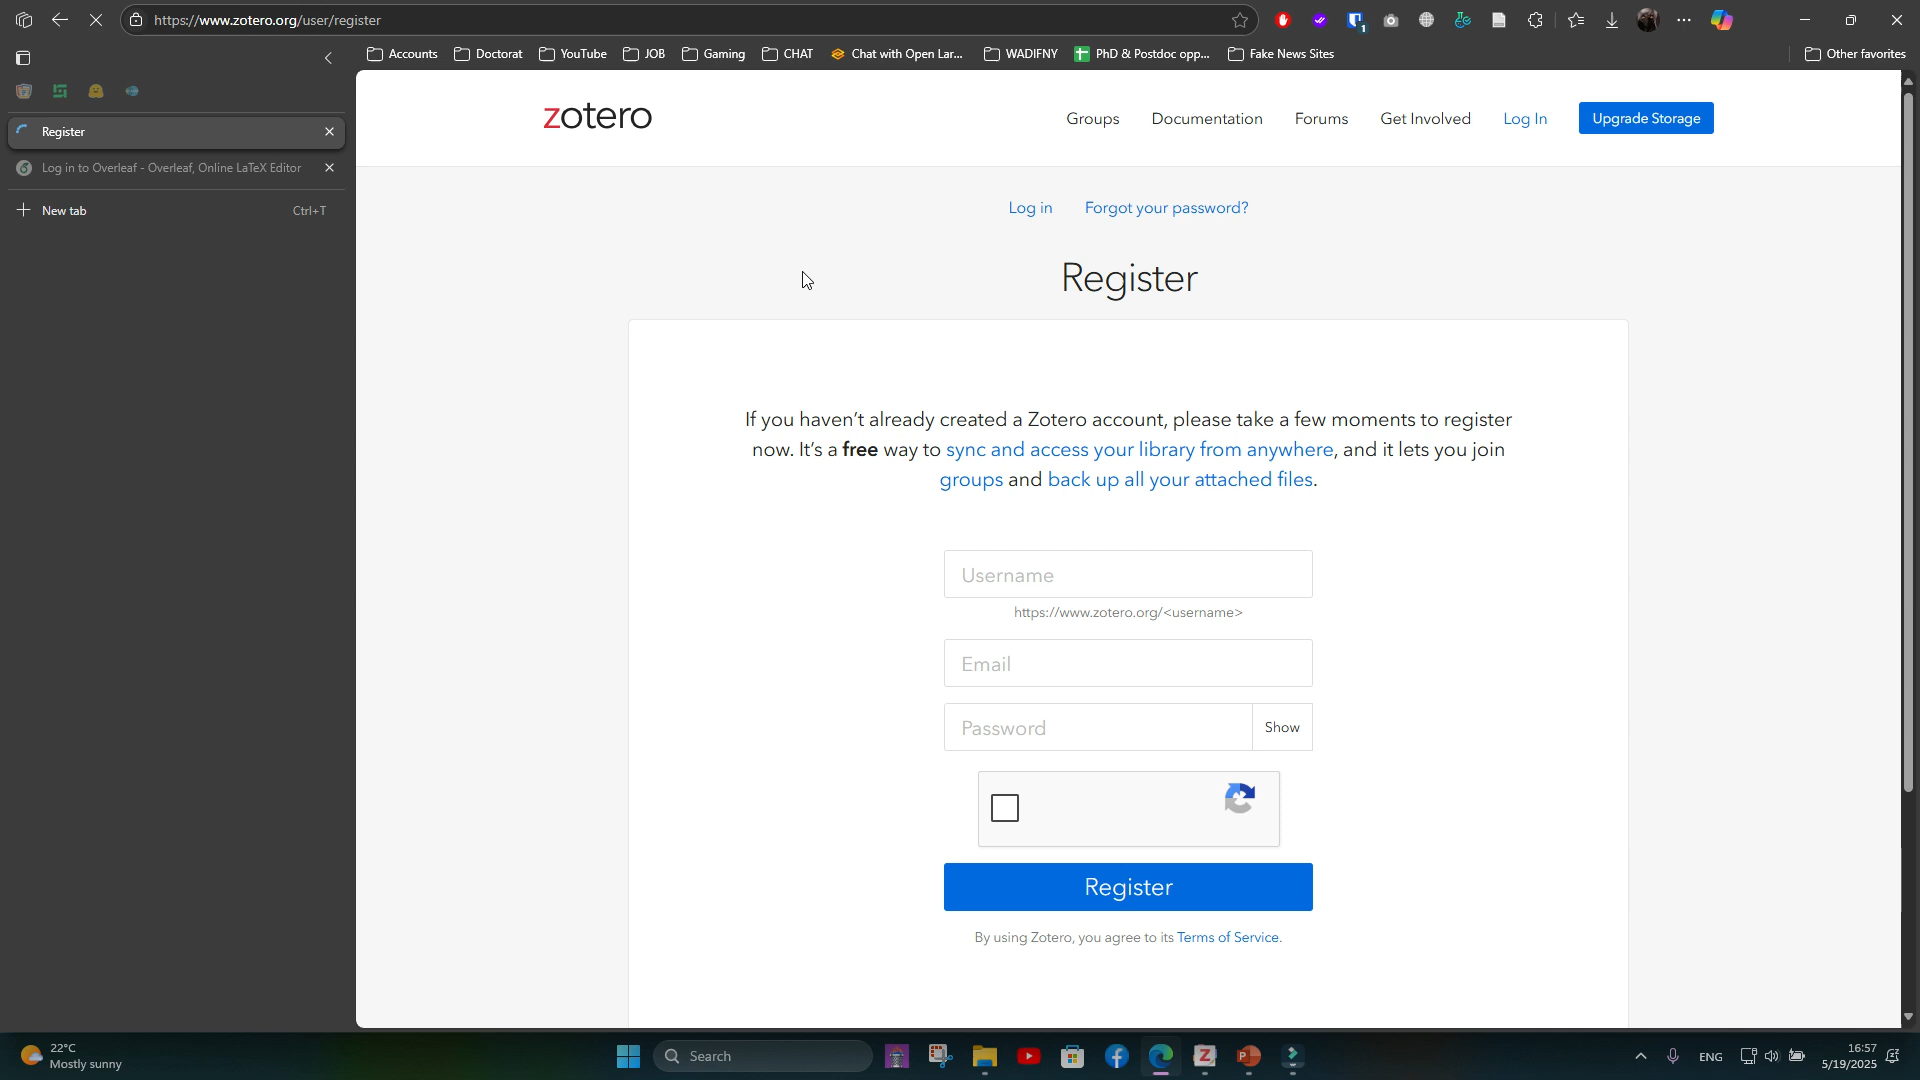 https://www.zotero.org/user/register
1
Accounts Doctorat YouTube JOB Gaming CHAT Chat with Open Lar... WADIFNY PhD & Postdoc opp... Fake News Sites Other favorites
Register
Log in to Overleaf - Overleaf, Online LaTeX Editor
New tab Ctrl+T
zotero
Groups Documentation Forums Get Involved Log In Upgrade Storage
Log in Forgot your password?
Register
If you haven't already created a Zotero account, please take a few moments to register
now. It's a free way to sync and access your library from anywhere, and it lets you join
groups and back up all your attached files.
Username
https://www.zotero.org/<username>
Email
Password Show
Register
By using Zotero, you agree to its Terms of Service.
22°C
Mostly sunny
Search
ENG
16:57
5/19/2025